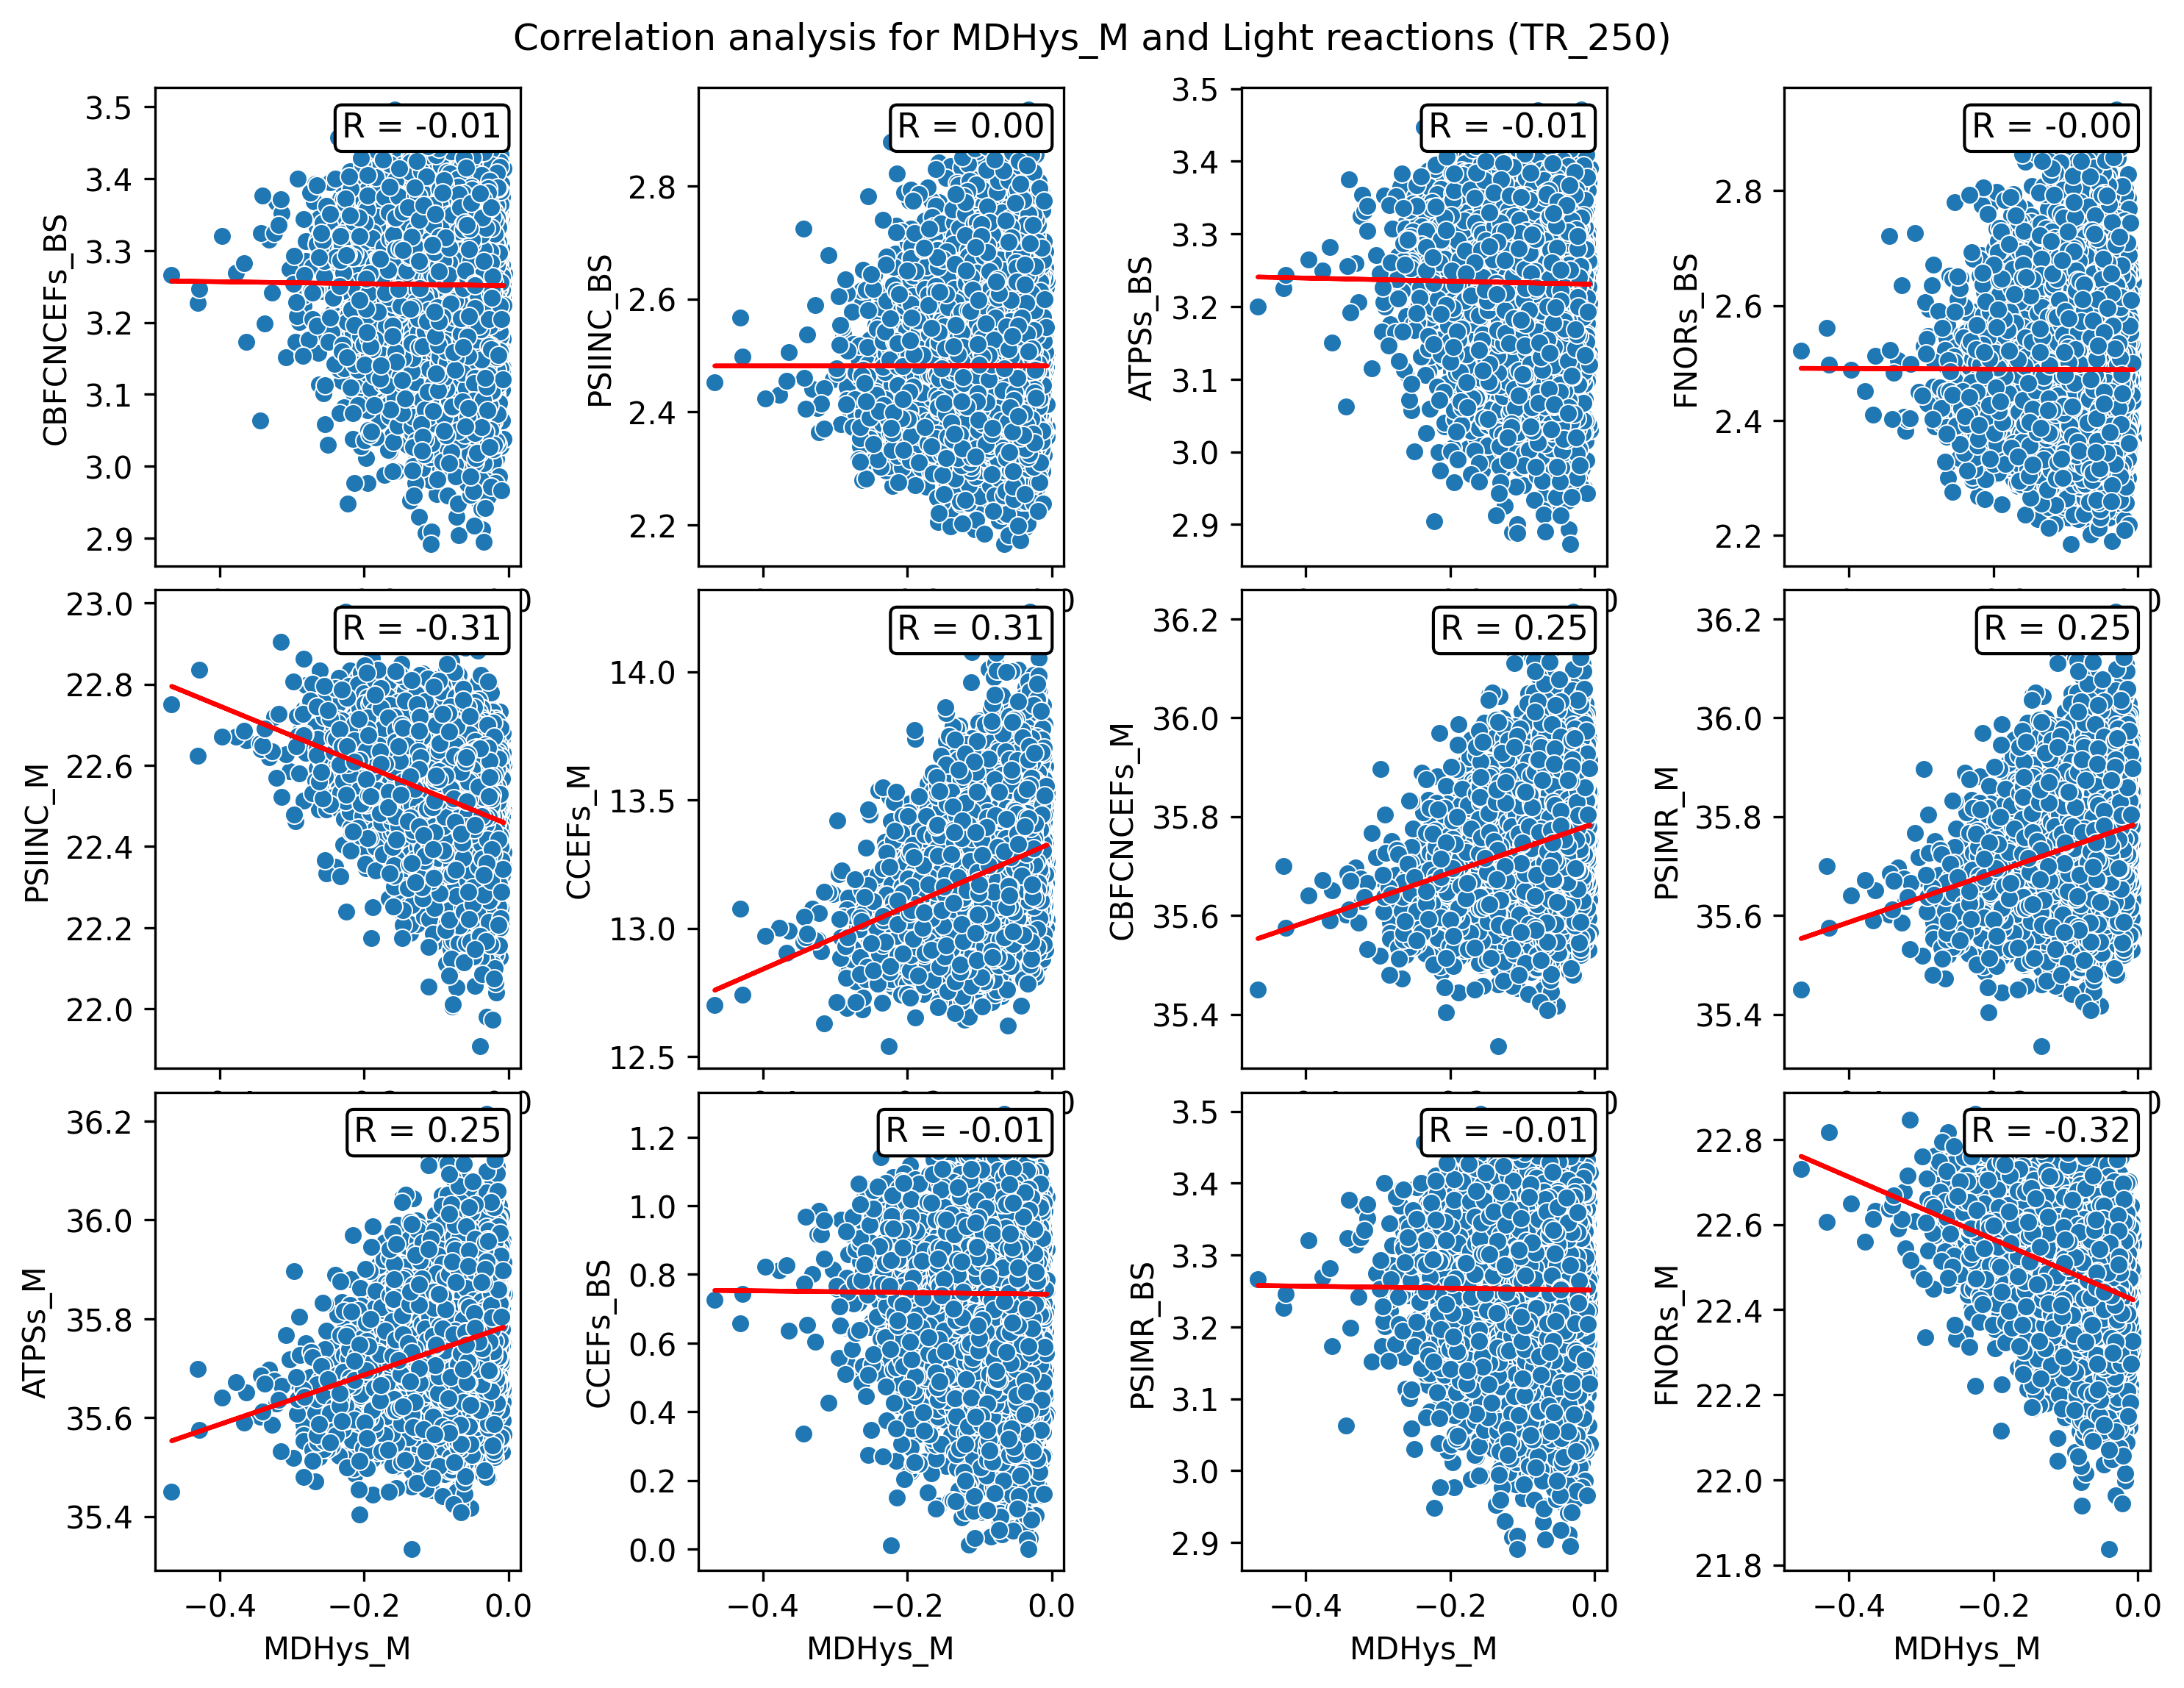 Correlation analysis for MDHys_M and Light reactions (TR_250)
R = -0.01
3.5
3.4
3.3
3.2
3.1
3.0
2.9
CBFCNCEFs_BS
R = 0.00
2.8
2.6
2.4
2.2
PSIINC_BS
R = -0.01
3.5
3.4
3.3
3.2
3.1
3.0
2.9
ATPSs_BS
R = -0.00
2.8
2.6
2.4
2.2
FNORs_BS
R = -0.31
23.0
22.8
22.6
22.4
22.2
22.0
PSIINC_M
R = 0.31
14.0
13.5
13.0
12.5
CCEFs_M
R = 0.25
36.2
36.0
35.8
35.6
35.4
CBFCNCEFs_M
R = 0.25
36.2
36.0
35.8
35.6
35.4
PSIMR_M
R = 0.25
36.2
36.0
35.8
35.6
35.4
ATPSs_M
−0.4 −0.2 0.0
MDHys_M
R = -0.01
1.2
1.0
0.8
0.6
0.4
0.2
0.0
CCEFs_BS
−0.4 −0.2 0.0
MDHys_M
R = -0.01
3.5
3.4
3.3
3.2
3.1
3.0
2.9
PSIMR_BS
−0.4 −0.2 0.0
MDHys_M
R = -0.32
22.8
22.6
22.4
22.2
22.0
21.8
FNORs_M
−0.4 −0.2 0.0
MDHys_M